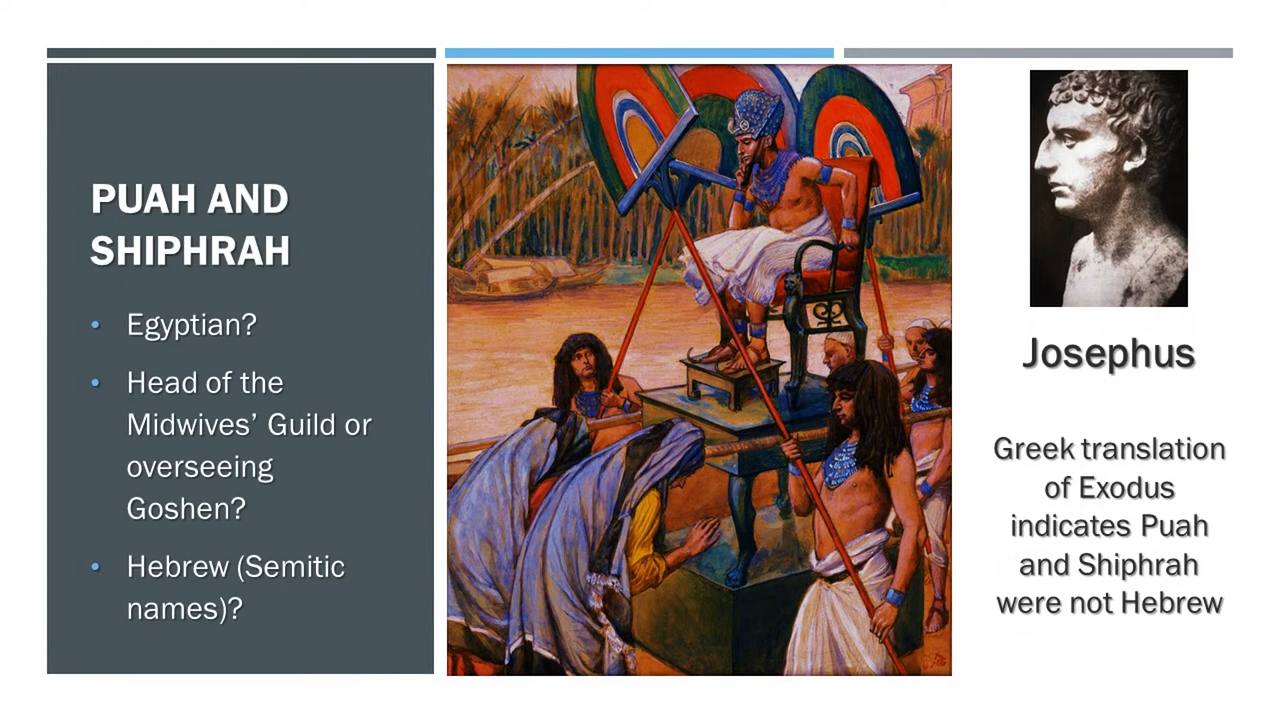 PUAH AND
SHIPHRAH
• Egyptian?
• Head of the
Midwives’ Guild or
overseeing
Goshen?
• Hebrew (Semitic
names)?
Josephus
Greek translation
of Exodus
indicates Puah
and Shiphrah
were not Hebrew